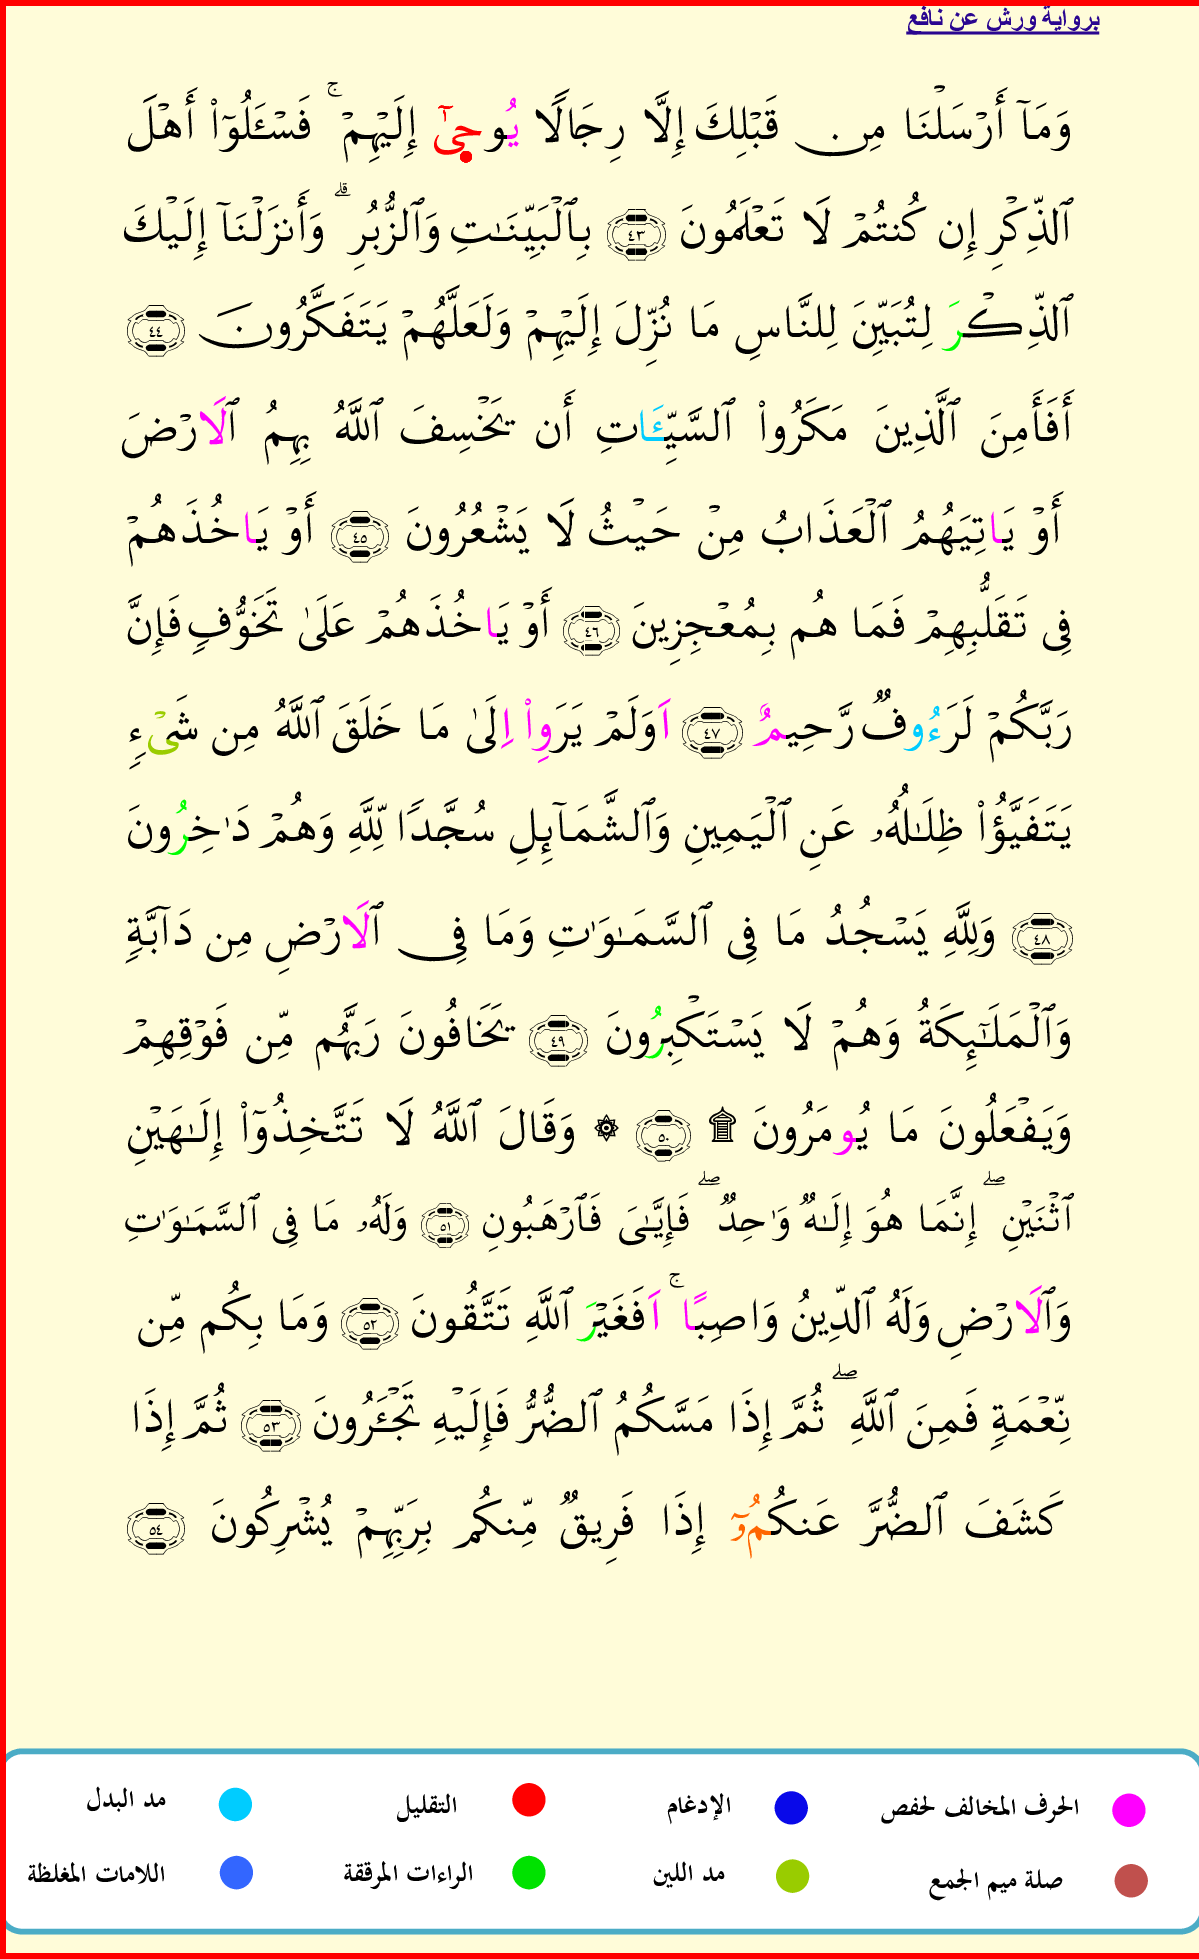 برواية ورش عن نافع
وَمَآ أَرْسَلْنَا مِن قَبْلِكَ إِلَّا رِجَالًا يُوحِىٰٓ إِلَيْهِمْ ۚ فَسْـَٔلُوٓا۟ أَهْلَ
ٱلذِّكْرِ إِن كُنتُمْ لَا تَعْلَمُونَ ٤٣ بِٱلْبَيِّنَـٰتِ وَٱلزُّبُرِ ۗ وَأَنزَلْنَآ إِلَيْكَ
ٱلذِّكْرَ لِتُبَيِّنَ لِلنَّاسِ مَا نُزِّلَ إِلَيْهِمْ وَلَعَلَّهُمْ يَتَفَكَّرُونَ ٤٤
أَفَأَمِنَ ٱلَّذِينَ مَكَرُوا۟ ٱلسَّيِّـَٔاتِ أَن يَخْسِفَ ٱللَّهُ بِهِمُ ٱلَارْضَ
أَوْ يَاتِيَهُمُ ٱلْعَذَابُ مِنْ حَيْثُ لَا يَشْعُرُونَ ٤٥ أَوْ يَاخُذَهُمْ
فِى تَقَلُّبِهِمْ فَمَا هُم بِمُعْجِزِينَ ٤٦ أَوْ يَاخُذَهُمْ عَلَىٰ تَخَوُّفٍ فَإِنَّ
رَبَّكُمْ لَرَءُوفٌ رَّحِيمٌ ٤٧ اَوَلَمْ يَرَوِا۟ اِلَىٰ مَا خَلَقَ ٱللَّهُ مِن شَىْءٍ
يَتَفَيَّؤُا۟ ظِلَـٰلُهُۥ عَنِ ٱلْيَمِينِ وَٱلشَّمَآئِلِ سُجَّدًا لِّلَّهِ وَهُمْ دَٰخِرُونَ
٤٨ وَلِلَّهِ يَسْجُدُ مَا فِى ٱلسَّمَـٰوَٰتِ وَمَا فِى ٱلَارْضِ مِن دَآبَّةٍ
وَٱلْمَلَـٰٓئِكَةُ وَهُمْ لَا يَسْتَكْبِرُونَ ٤٩ يَخَافُونَ رَبَّهُم مِّن فَوْقِهِمْ
وَيَفْعَلُونَ مَا يُومَرُونَ ۩ ٥٠ ۞ وَقَالَ ٱللَّهُ لَا تَتَّخِذُوٓا۟ إِلَـٰهَيْنِ
ٱثْنَيْنِ ۖ إِنَّمَا هُوَ إِلَـٰهٌ وَٰحِدٌ ۖ فَإِيَّـٰىَ فَٱرْهَبُونِ ٥١ وَلَهُۥ مَا فِى ٱلسَّمَـٰوَٰتِ
وَٱلَارْضِ وَلَهُ ٱلدِّينُ وَاصِبًا ۚ اَفَغَيْرَ ٱللَّهِ تَتَّقُونَ ٥٢ وَمَا بِكُم مِّن
نِّعْمَةٍ فَمِنَ ٱللَّهِ ۖ ثُمَّ إِذَا مَسَّكُمُ ٱلضُّرُّ فَإِلَيْهِ تَجْـَٔرُونَ ٥٣ ثُمَّ إِذَا
كَشَفَ ٱلضُّرَّ عَنكُمُۥٓ إِذَا فَرِيقٌ مِّنكُم بِرَبِّهِمْ يُشْرِكُونَ ٥٤
الحرف المخالف لحفص الإدغام التقليل مد البدل
صلة ميم الجمع مد اللين الراءات المرققة اللامات المغلظة